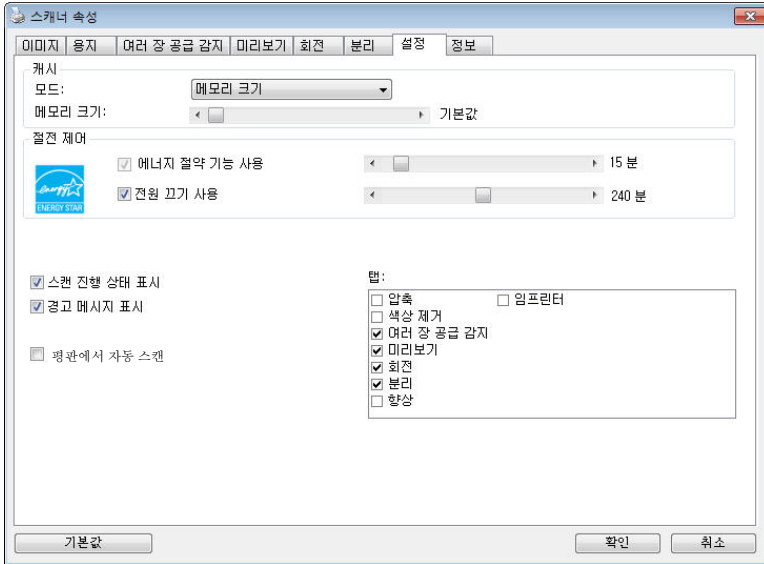 스캐너 속성
이미지 용지 여러 장 공급 감지 미리보기 회전 분리 설정 정보
캐시
모드: 메모리 크기
메모리 크기: 기본값
절전 제어
에너지 절약 기능 사용 15 분
전원 끄기 사용 240 분
energy
ENERGY STAR
스캔 진행 상태 표시
경고 메시지 표시
평판에서 자동 스캔
탭:
압축 임프린터
색상 제거
여러 장 공급 감지
미리보기
회전
분리
향상
기본값 확인 취소